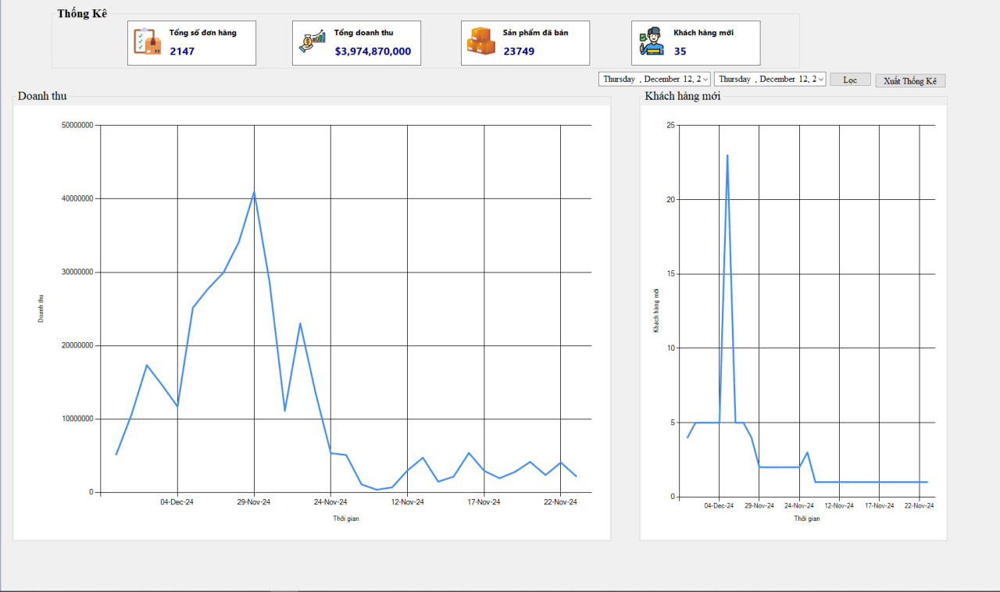 Thống Kê
Tổng số đơn hàng
2147
Tổng doanh thu
$3,974,870,000
Sản phẩm đã bán
23749
Khách hàng mới
35
Thursday , December 12, 2
Thursday , December 12, 2
Lọc
Xuất Thống Kê
Doanh thu
50000000
40000000
30000000
20000000
10000000
0
Doanh thu
04-Dec-24
29-Nov-24
24-Nov-24
12-Nov-24
17-Nov-24
22-Nov-24
Thời gian
Khách hàng mới
25
20
15
10
5
0
Khách hàng mới
04-Dec-24
29-Nov-24
24-Nov-24
12-Nov-24
17-Nov-24
22-Nov-24
Thời gian